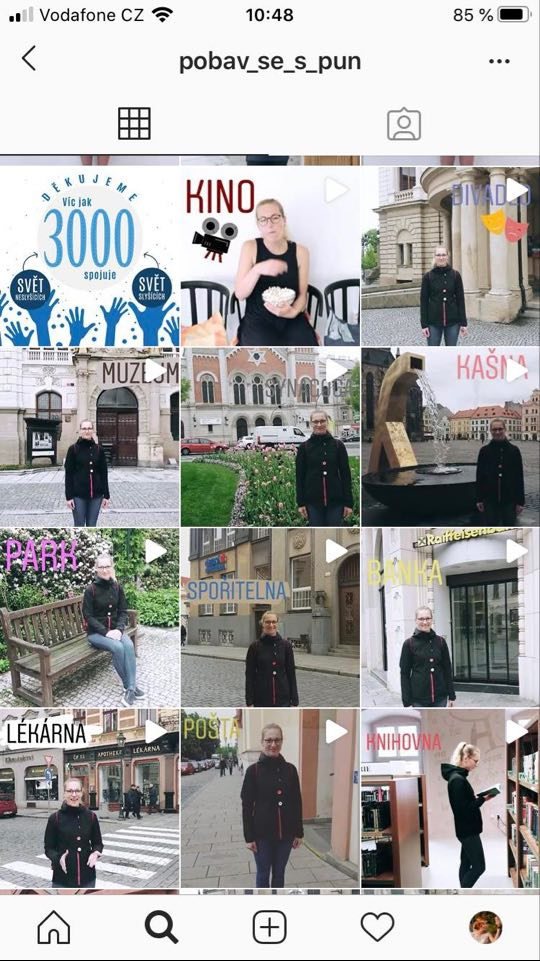 Vodafone CZ
10:48
85 %
pobav_se_s_pun
DĚKUJEME
Víc jak
3000
spojuje
SVĚT
NESLYŠÍCÍCH
SVĚT
SLYŠÍCÍCH
KINO
DIVADLO
MUZEUM
SYNAGOGA
KAŠNA
PARK
SPOŘITELNA
BANKA
Raiffeisen
LÉKÁRNA
APOTHEKE
LÉKÁRNA
POŠTA
KNIHOVNA